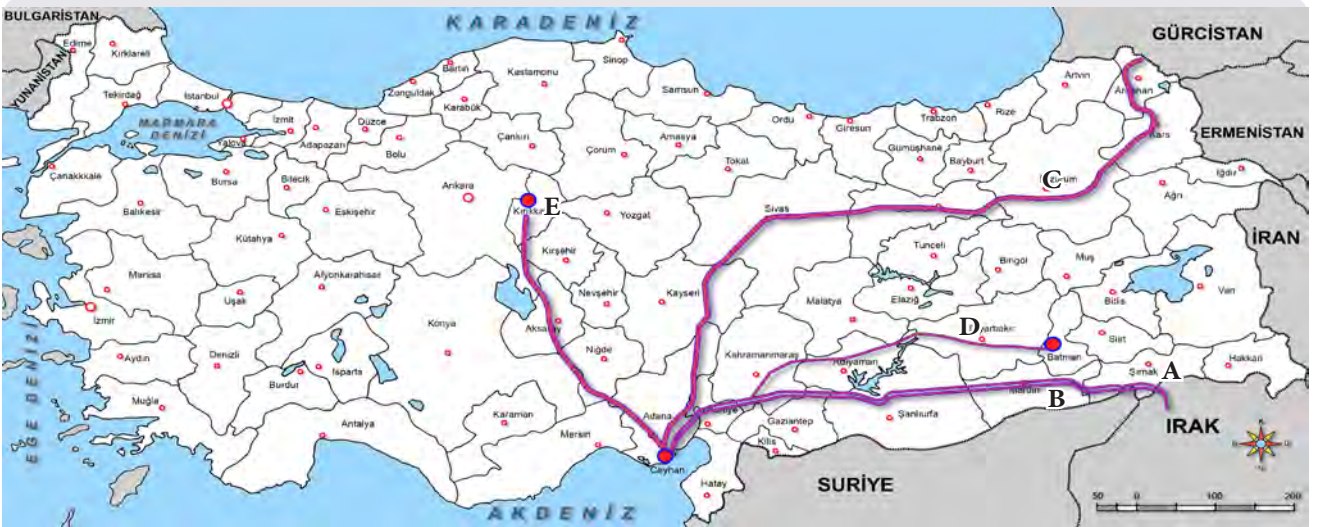 BULGARİSTAN
KARADENİZ
GÜRCİSTAN
Edirne
Kırklareli
Sinop
YUNANİSTAN
Bartın
Kastamonu
Artvin
Ardahan
Tekirdağ
İstanbul
Zonguldak
Karabük
Samsun
MARMARA
DENİZİ
İzmit
Düzce
Ordu
Giresun
Trabzon
Rize
ERMENİSTAN
Kars
Yalova
Adapazarı
Bolu
Çankırı
Çorum
Amasya
Tokat
Gümüşhane
Bayburt
Çanakkkale
Bursa
Bilecik
Ankara
C
Iğdır
Ağrı
Balıkesir
Eskişehir
E
Yozgat
Sivas
Kütahya
Kırşehir
Tunceli
Bingöl
Muş
İRAN
Manisa
Afyonkarahisar
Uşak
Nevşehir
Kayseri
Malatya
Elazığ
Bitlis
Van
İzmir
Konya
Aksaray
D
Batman
Siirt
Aydın
Denizli
Isparta
Niğde
Kahramanmaraş
Adıyaman
Şırnak
A
Hakkari
Burdur
Mardin
B
Muğla
Karaman
Adana
Gaziantep
Şanlıurfa
IRAK
EGE DENİZİ
Antalya
Mersin
Kilis
Ceyhan
SURİYE
Hatay
AKDENİZ
50 0 100 200